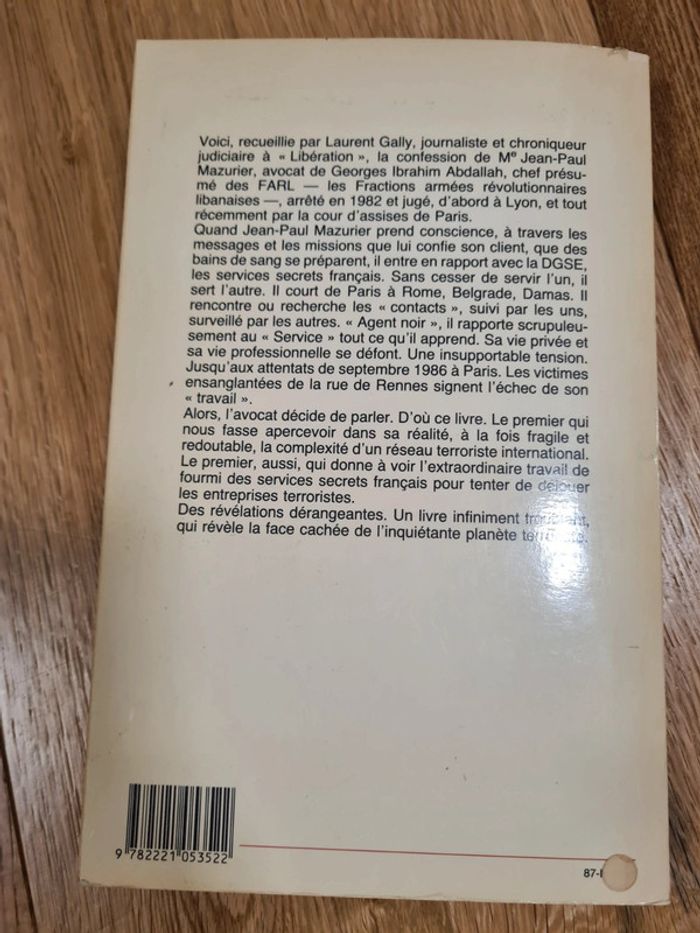 Voici, recueillie par Laurent Gally, journaliste et chroniqueur
judiciaire à « Libération », la confession de Me Jean-Paul
Mazurier, avocat de Georges Ibrahim Abdallah, chef présu-
mé des FARL — les Fractions armées révolutionnaires
libanaises —, arrêté en 1982 et jugé, d'abord à Lyon, et tout
récemment par la cour d'assises de Paris.
Quand Jean-Paul Mazurier prend conscience, à travers les
messages et les missions que lui confie son client, que des
bains de sang se préparent, il entre en rapport avec la DGSE,
les services secrets français. Sans cesser de servir l'un, il
sert l'autre. Il court de Paris à Rome, Belgrade, Damas. Il
rencontre ou recherche les « contacts », suivi par les uns,
surveillé par les autres. « Agent noir », il rapporte scrupuleu-
sement au « Service » tout ce qu'il apprend. Sa vie privée et
sa vie professionnelle se défont. Une insupportable tension.
Jusqu'aux attentats de septembre 1986 à Paris. Les victimes
ensanglantées de la rue de Rennes signent l'échec de son
« travail ».
Alors, l'avocat décide de parler. D'où ce livre. Le premier qui
nous fasse apercevoir dans sa réalité, à la fois fragile et
redoutable, la complexité d'un réseau terroriste international.
Le premier, aussi, qui donne à voir l'extraordinaire travail de
fourmi des services secrets français pour tenter de déjouer
les entreprises terroristes.
Des révélations dérangeantes. Un livre infiniment troublant,
qui révèle la face cachée de l'inquiétante planète terroriste.
9 782221 053522
87-